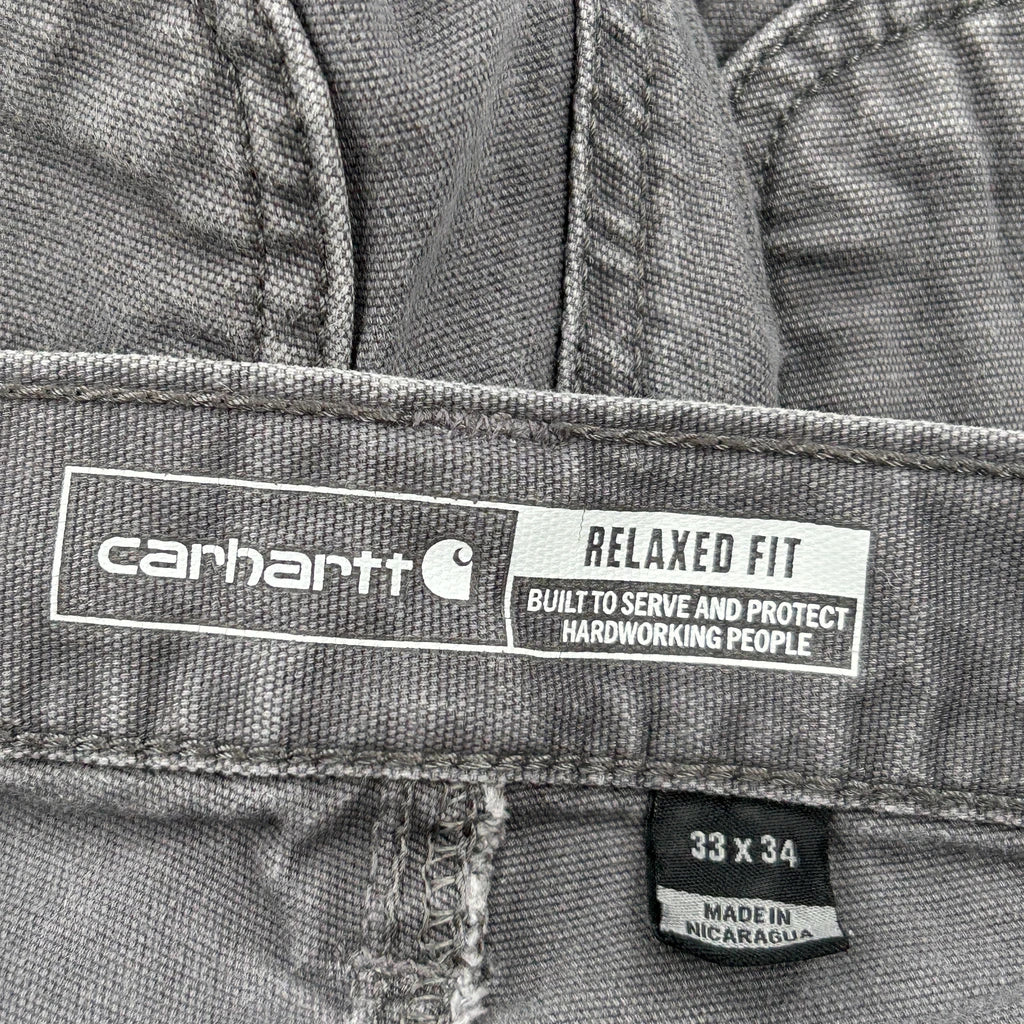 carhartt
RELAXED FIT
BUILT TO SERVE AND PROTECT
HARDWORKING PEOPLE
33 x 34
MADE IN
NICARAGUA